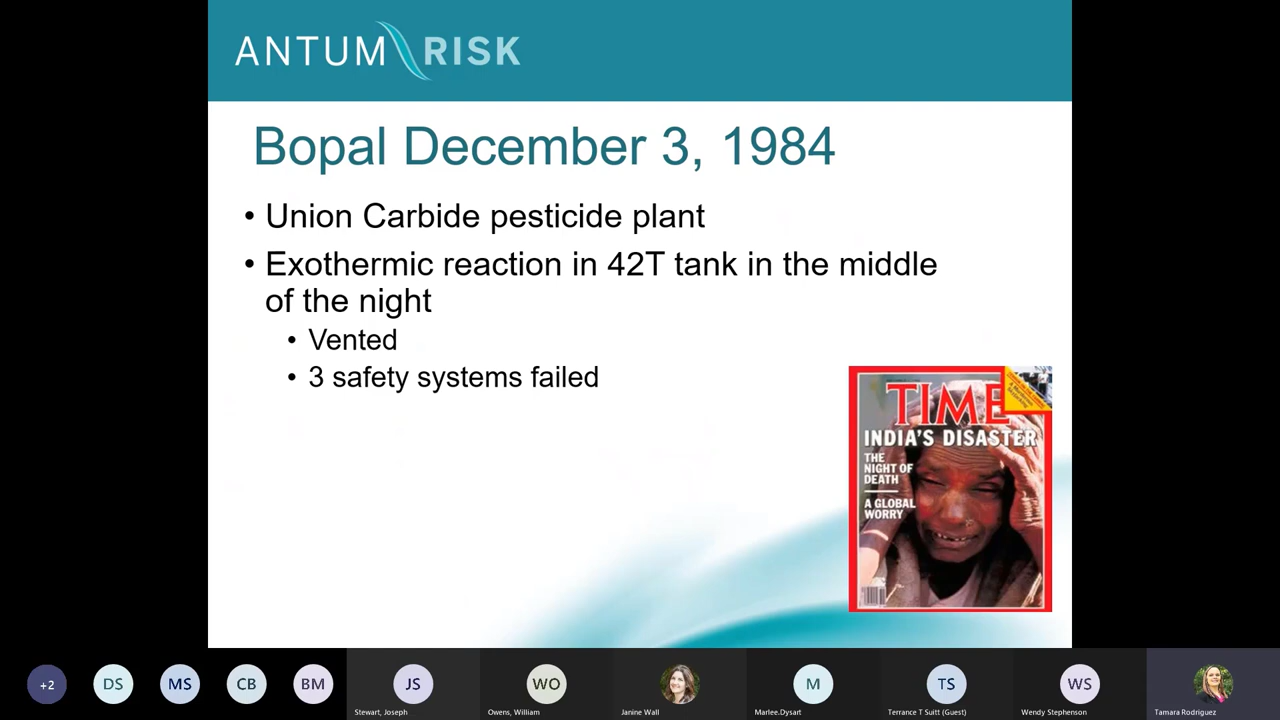 ANTUM RISK
Bopal December 3, 1984
• Union Carbide pesticide plant
• Exothermic reaction in 42T tank in the middle
of the night
• Vented
• 3 safety systems failed
TIME
INDIA'S DISASTER
THE
NIGHT OF
DEATH
A GLOBAL
WORRY
+2
DS
MS
CB
BM
JS
Stewart, Joseph
WO
Owens, William
Janine Wall
M
Marlee.Dysart
TS
Terrance T Suitt (Guest)
WS
Wendy Stephenson
Tamara Rodriguez